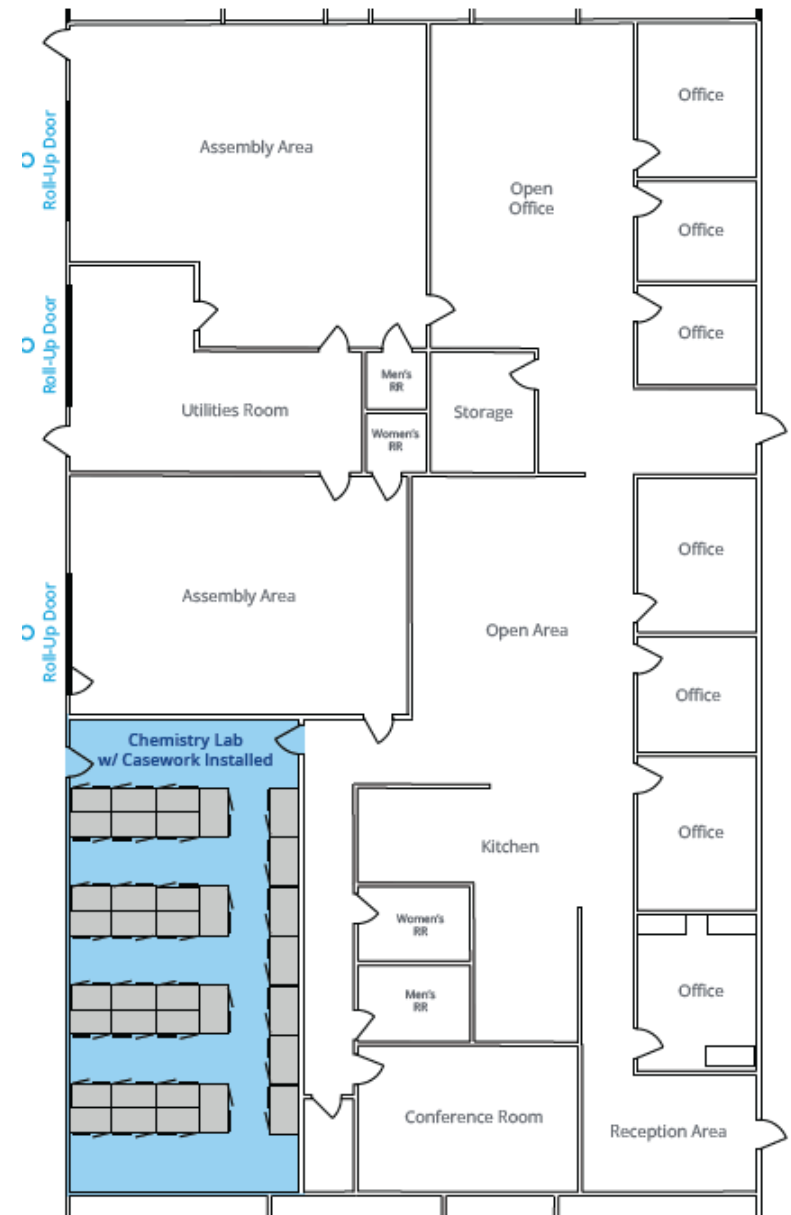 Office
Roll-Up Door
Assembly Area
Open
Office
Office
Roll-Up Door
Office
Men's
RR
Utilities Room
Storage
Women's
RR
Office
Roll-Up Door
Assembly Area
Open Area
Office
Chemistry Lab
w/ Casework Installed
Kitchen
Office
Women's
RR
Men's
RR
Office
Conference Room
Reception Area